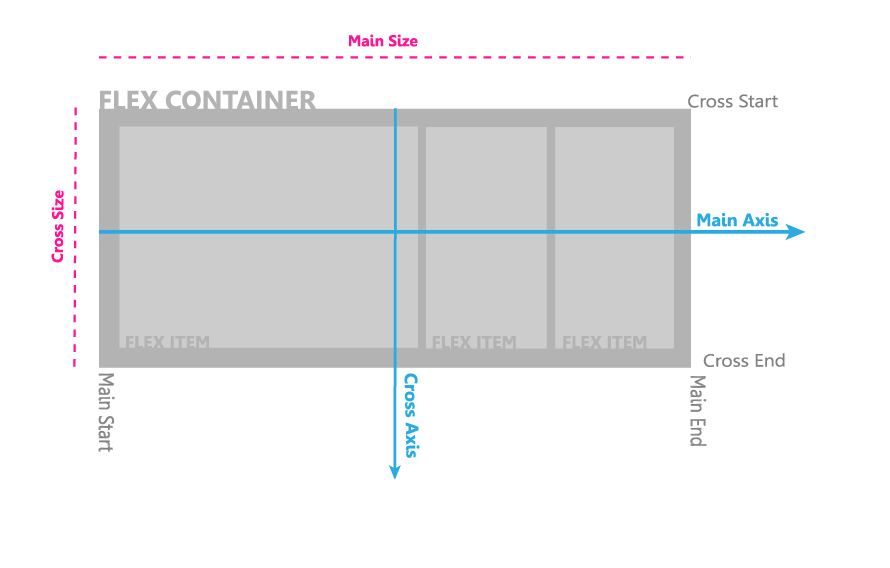 Main Size
FLEX CONTAINER
Cross Start
Cross Size
Main Axis
FLEX ITEM
FLEX ITEM
FLEX ITEM
Cross End
Main Start
Cross Axis
Main End